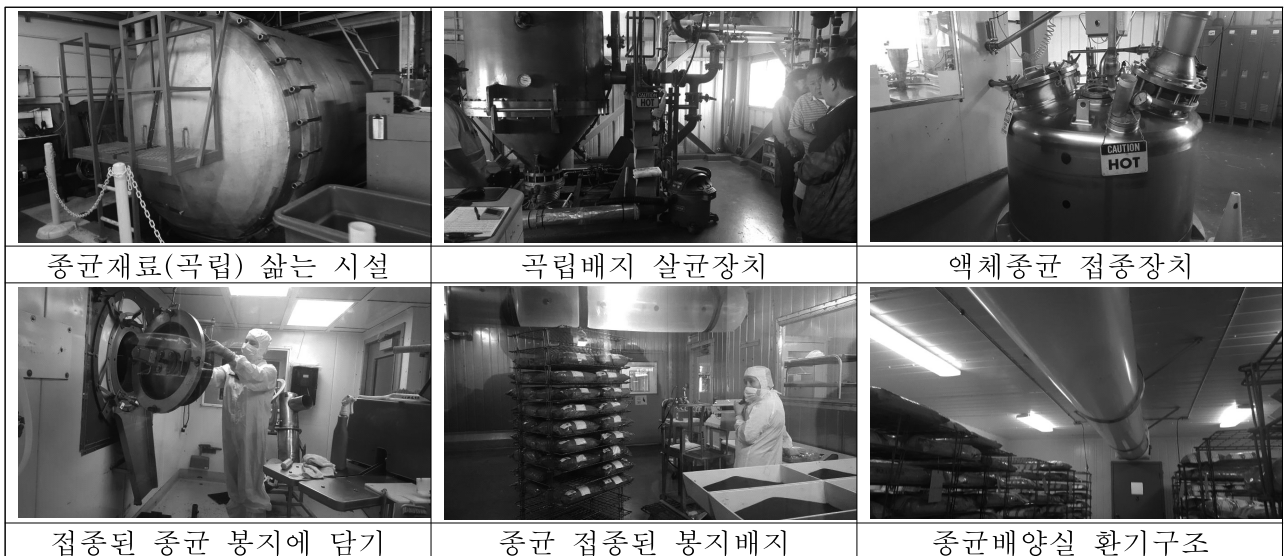 HOT
CAUTION
HOT
종균재료(곡립) 삶는 시설
곡립배지 살균장치
액체종균 접종장치
접종된 종균 봉지에 담기
종균 접종된 봉지배지
종균배양실 환기구조